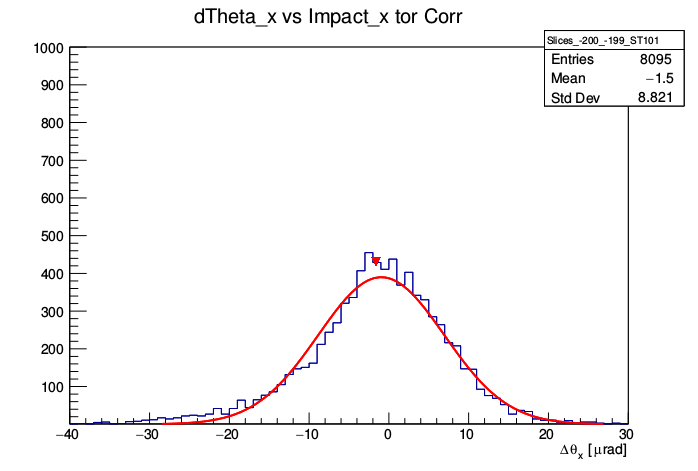 dTheta_x vs Impact_x tor Corr
Slices_-200_-199_ST101
Entries 8095
Mean −1.5
Std Dev 8.821
1000
900
800
700
600
500
400
300
200
100
−40 −30 −20 −10 0 10 20 30
Δθx [μrad]